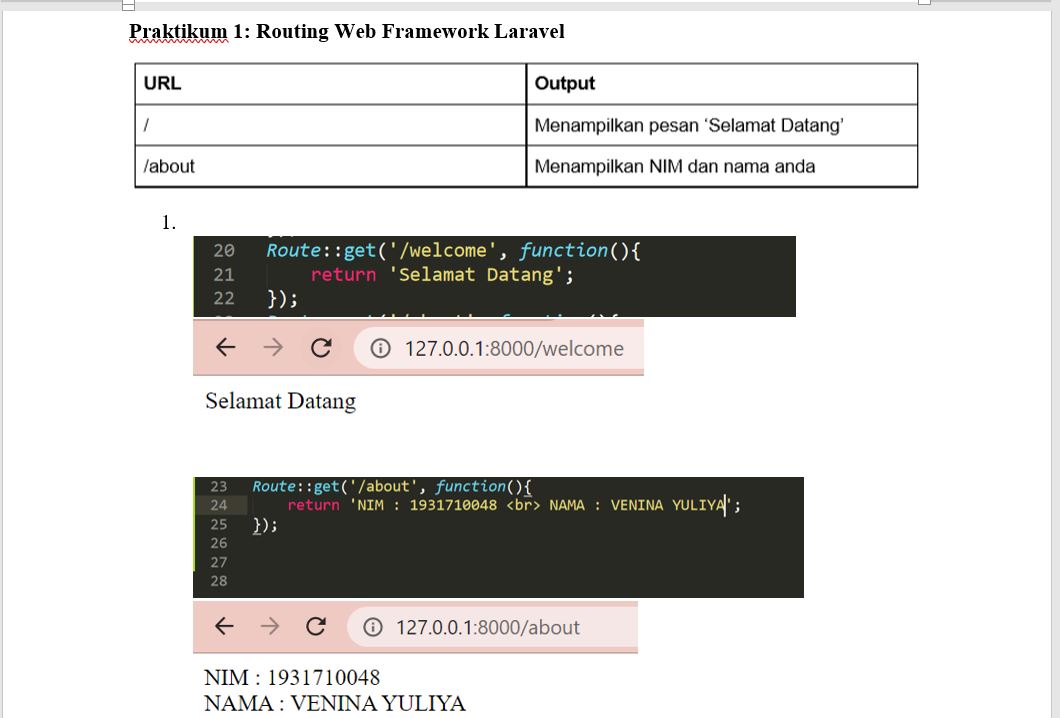 Praktikum 1: Routing Web Framework Laravel
URL Output
/ Menampilkan pesan ‘Selamat Datang’
/about Menampilkan NIM dan nama anda
1.
20 Route::get('/welcome', function(){
21 return 'Selamat Datang';
22 });
127.0.0.1:8000/welcome
Selamat Datang
23 Route::get('/about', function(){
24 return 'NIM : 1931710048 <br> NAMA : VENINA YULIYA';
25 });
26
27
28
127.0.0.1:8000/about
NIM : 1931710048
NAMA : VENINA YULIYA